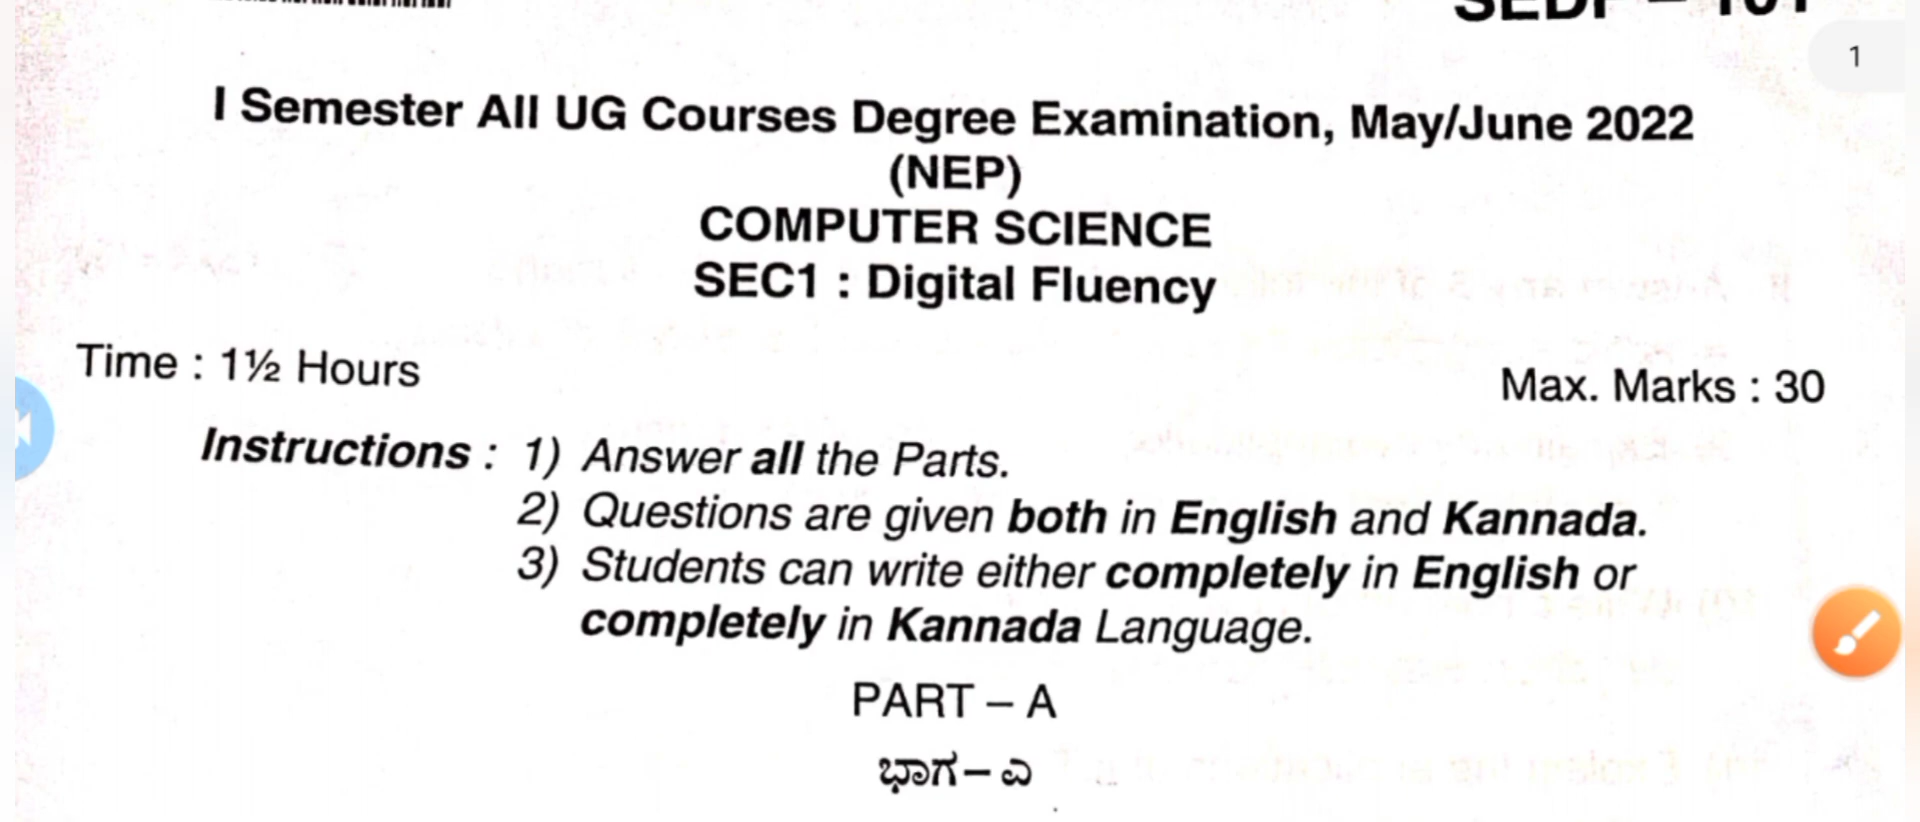 1
I Semester All UG Courses Degree Examination, May/June 2022
(NEP)
COMPUTER SCIENCE
SEC1 : Digital Fluency
Time : 1½ Hours
Max. Marks : 30
Instructions : 1) Answer all the Parts.
2) Questions are given both in English and Kannada.
3) Students can write either completely in English or
completely in Kannada Language.
PART – A
ಭಾಗ – ಎ